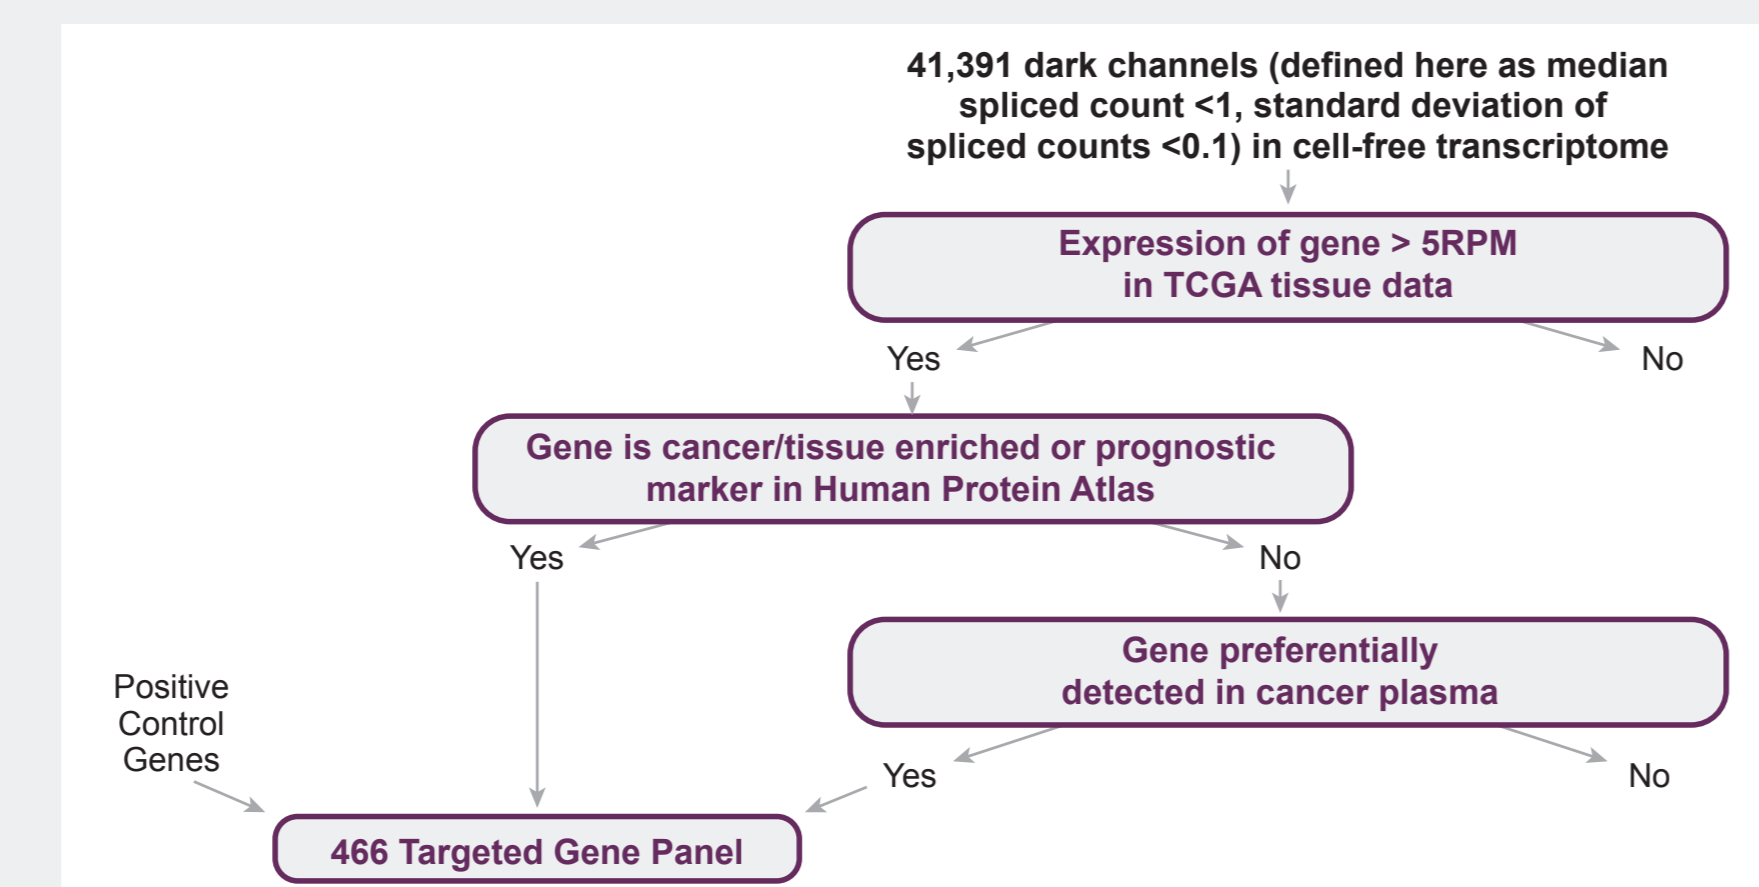 41,391 dark channels (defined here as median
spliced count <1, standard deviation of
spliced counts <0.1) in cell-free transcriptome
Expression of gene > 5RPM
in TCGA tissue data
Yes
No
Gene is cancer/tissue enriched or prognostic
marker in Human Protein Atlas
Yes
No
Gene preferentially
detected in cancer plasma
Positive
Control
Genes
Yes
No
466 Targeted Gene Panel